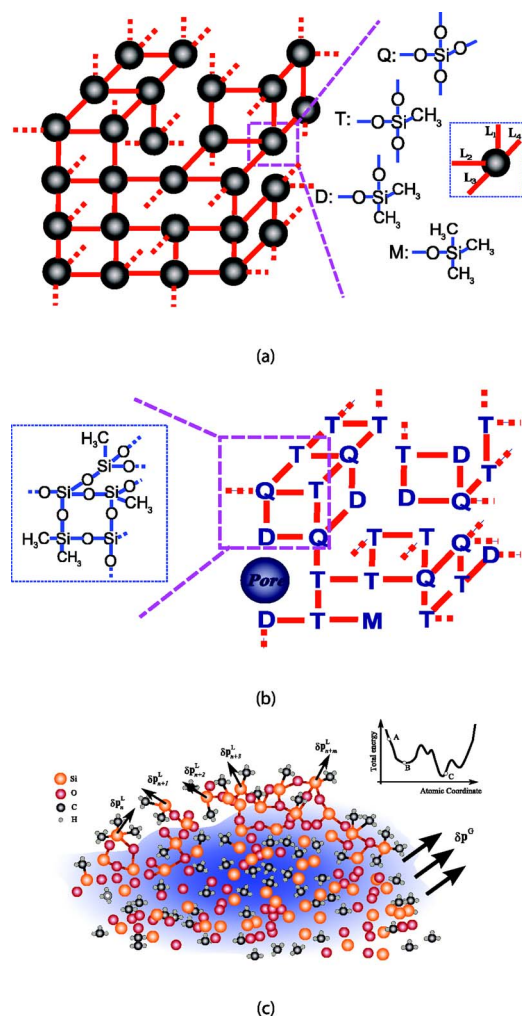 O
O
Q:
O
Si
O
T:
O
O
Si
CH₃
O
L₁
L₄
L₂
L₃
D:
O
O
Si
CH₃
CH₃
M:
H₃C
CH₃
O
Si
CH₃
(a)
H₃C
O
Si
O
O
O
O
Si
O
Si
O
CH₃
O
O
H₃C
Si
O
Si
H₃C
O
T T T
T Q T D
Q T D T
D Q D Q
T T Q D
Pore
T T Q T
D T M T
(b)
Si
O
C
H
δpₙᴸ
δpₙ₊₁ᴸ
δpₙ₊₂ᴸ
δpₙ₊₃ᴸ
δpₙ₊ₘᴸ
Total energy
A
B
C
Atomic Coordinate
δpᴳ
(c)